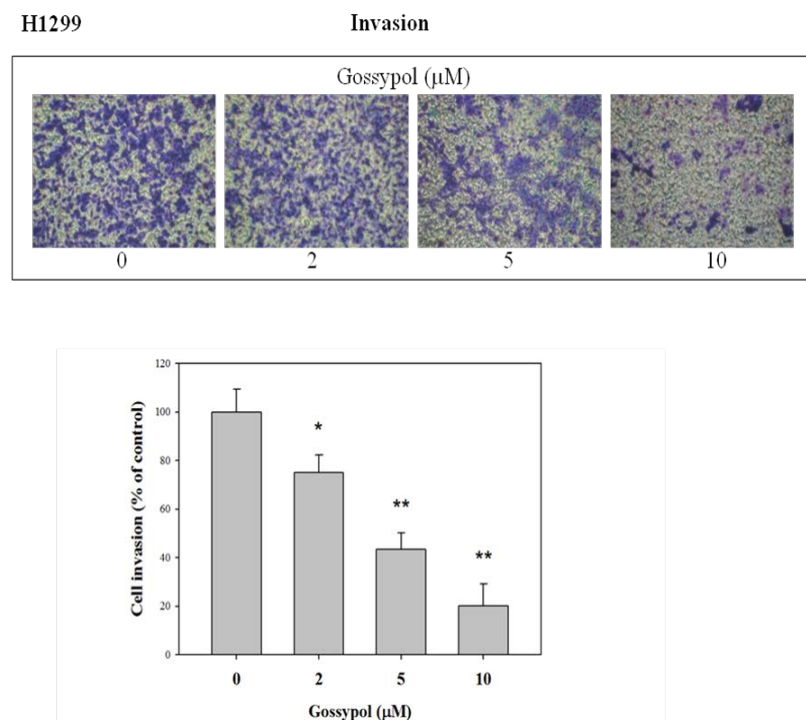 H1299 Invasion
Gossypol (μM)
0 2 5 10
120
100
80
60
40
20
0
Cell invasion (% of control)
*
**
**
0 2 5 10
Gossypol (μM)